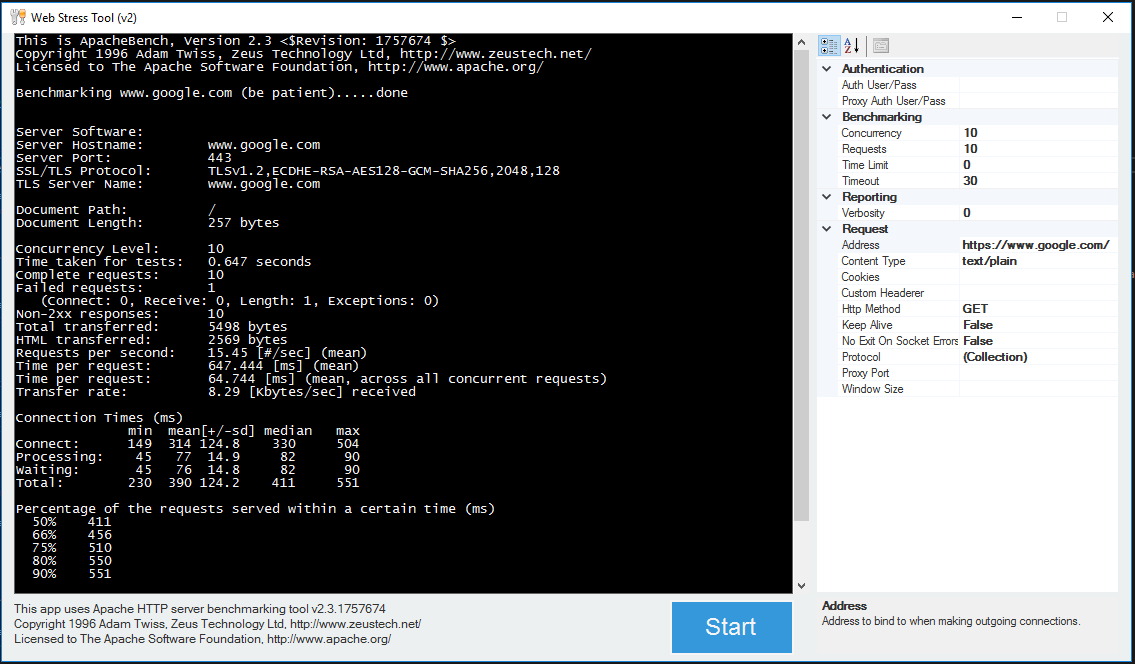 Web Stress Tool (v2)
This is ApacheBench, Version 2.3 <$Revision: 1757674 $>
Copyright 1996 Adam Twiss, Zeus Technology Ltd, http://www.zeustech.net/
Licensed to The Apache Software Foundation, http://www.apache.org/
Benchmarking www.google.com (be patient).....done
Server Software:
Server Hostname:        www.google.com
Server Port:            443
SSL/TLS Protocol:       TLSv1.2,ECDHE-RSA-AES128-GCM-SHA256,2048,128
TLS Server Name:        www.google.com
Document Path:          /
Document Length:        257 bytes
Concurrency Level:      10
Time taken for tests:   0.647 seconds
Complete requests:      10
Failed requests:        1
(Connect: 0, Receive: 0, Length: 1, Exceptions: 0)
Non-2xx responses:      10
Total transferred:      5498 bytes
HTML transferred:       2569 bytes
Requests per second:    15.45 [#/sec] (mean)
Time per request:       647.444 [ms] (mean)
Time per request:       64.744 [ms] (mean, across all concurrent requests)
Transfer rate:          8.29 [Kbytes/sec] received
Connection Times (ms)
min  mean[+/-sd] median   max
Connect:      149  314 124.8    330     504
Processing:    45   77  14.9     82      90
Waiting:       45   76  14.8     82      90
Total:        230  390 124.2    411     551
Percentage of the requests served within a certain time (ms)
50%    411
66%    456
75%    510
80%    550
90%    551
This app uses Apache HTTP server benchmarking tool v2.3.1757674
Copyright 1996 Adam Twiss, Zeus Technology Ltd, http://www.zeustech.net/
Licensed to The Apache Software Foundation, http://www.apache.org/
Start
A
Z
Authentication
Auth User/Pass
Proxy Auth User/Pass
Benchmarking
Concurrency 10
Requests 10
Time Limit 0
Timeout 30
Reporting
Verbosity 0
Request
Address https://www.google.com/
Content Type text/plain
Cookies
Custom Headerer
Http Method GET
Keep Alive False
No Exit On Socket Errors False
Protocol (Collection)
Proxy Port
Window Size
Address
Address to bind to when making outgoing connections.